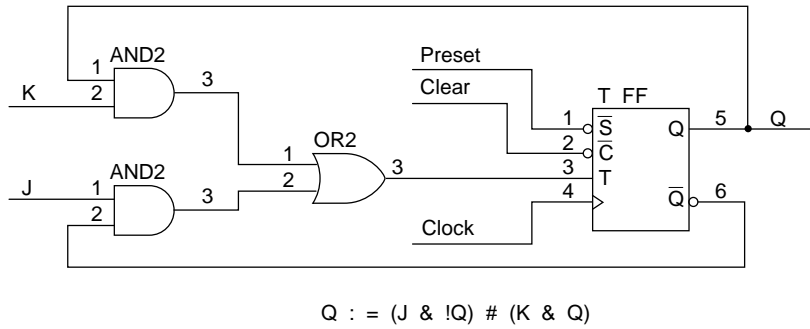 AND2
1
3
K
2
Preset
Clear
T FF
1
S̅
Q
5
Q
2
C̅
OR2
1
3
3
T
2
AND2
J
1
3
2
4
Q̅
6
Clock
Q : = (J & !Q) # (K & Q)